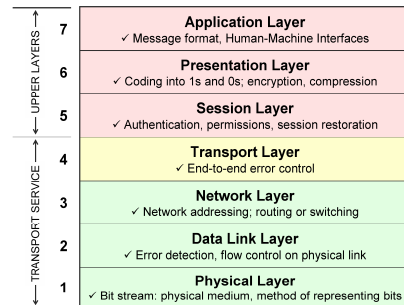 UPPER LAYERS
7
Application Layer
✓ Message format, Human-Machine Interfaces
6
Presentation Layer
✓ Coding into 1s and 0s; encryption, compression
5
Session Layer
✓ Authentication, permissions, session restoration
TRANSPORT SERVICE
4
Transport Layer
✓ End-to-end error control
3
Network Layer
✓ Network addressing; routing or switching
2
Data Link Layer
✓ Error detection, flow control on physical link
1
Physical Layer
✓ Bit stream: physical medium, method of representing bits